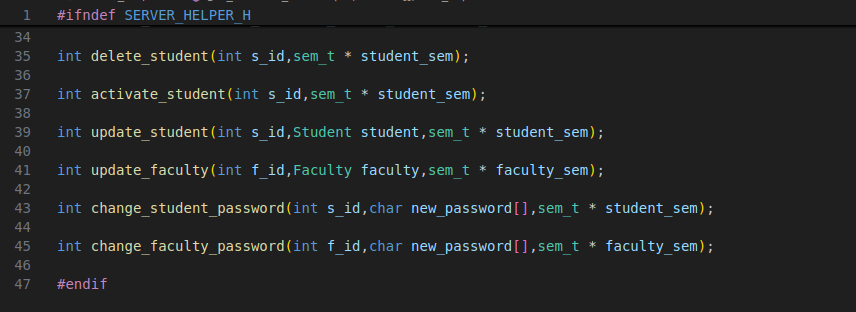 1 #ifndef SERVER_HELPER_H
34
35 int delete_student(int s_id,sem_t * student_sem);
36
37 int activate_student(int s_id,sem_t * student_sem);
38
39 int update_student(int s_id,Student student,sem_t * student_sem);
40
41 int update_faculty(int f_id,Faculty faculty,sem_t * faculty_sem);
42
43 int change_student_password(int s_id,char new_password[],sem_t * student_sem);
44
45 int change_faculty_password(int f_id,char new_password[],sem_t * faculty_sem);
46
47 #endif